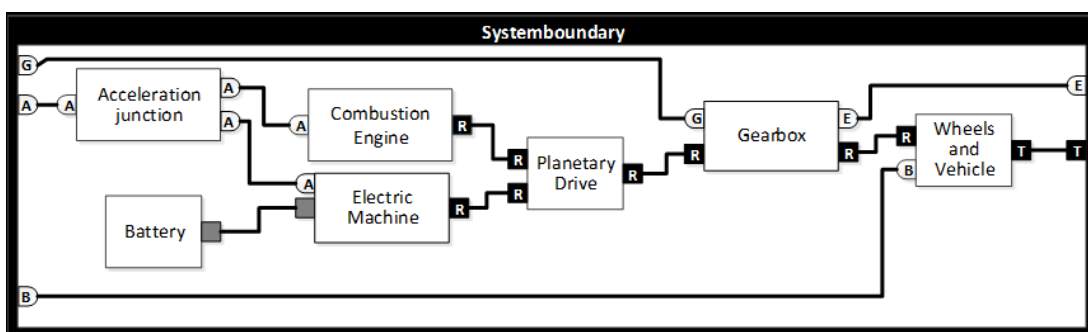 Systemboundary
G
E
A
A
Acceleration
junction
A
A
A
Combustion
Engine
R
A
Electric
Machine
R
Battery
R
R
Planetary
Drive
R
G
R
Gearbox
E
R
R
B
Wheels
and
Vehicle
T
T
B